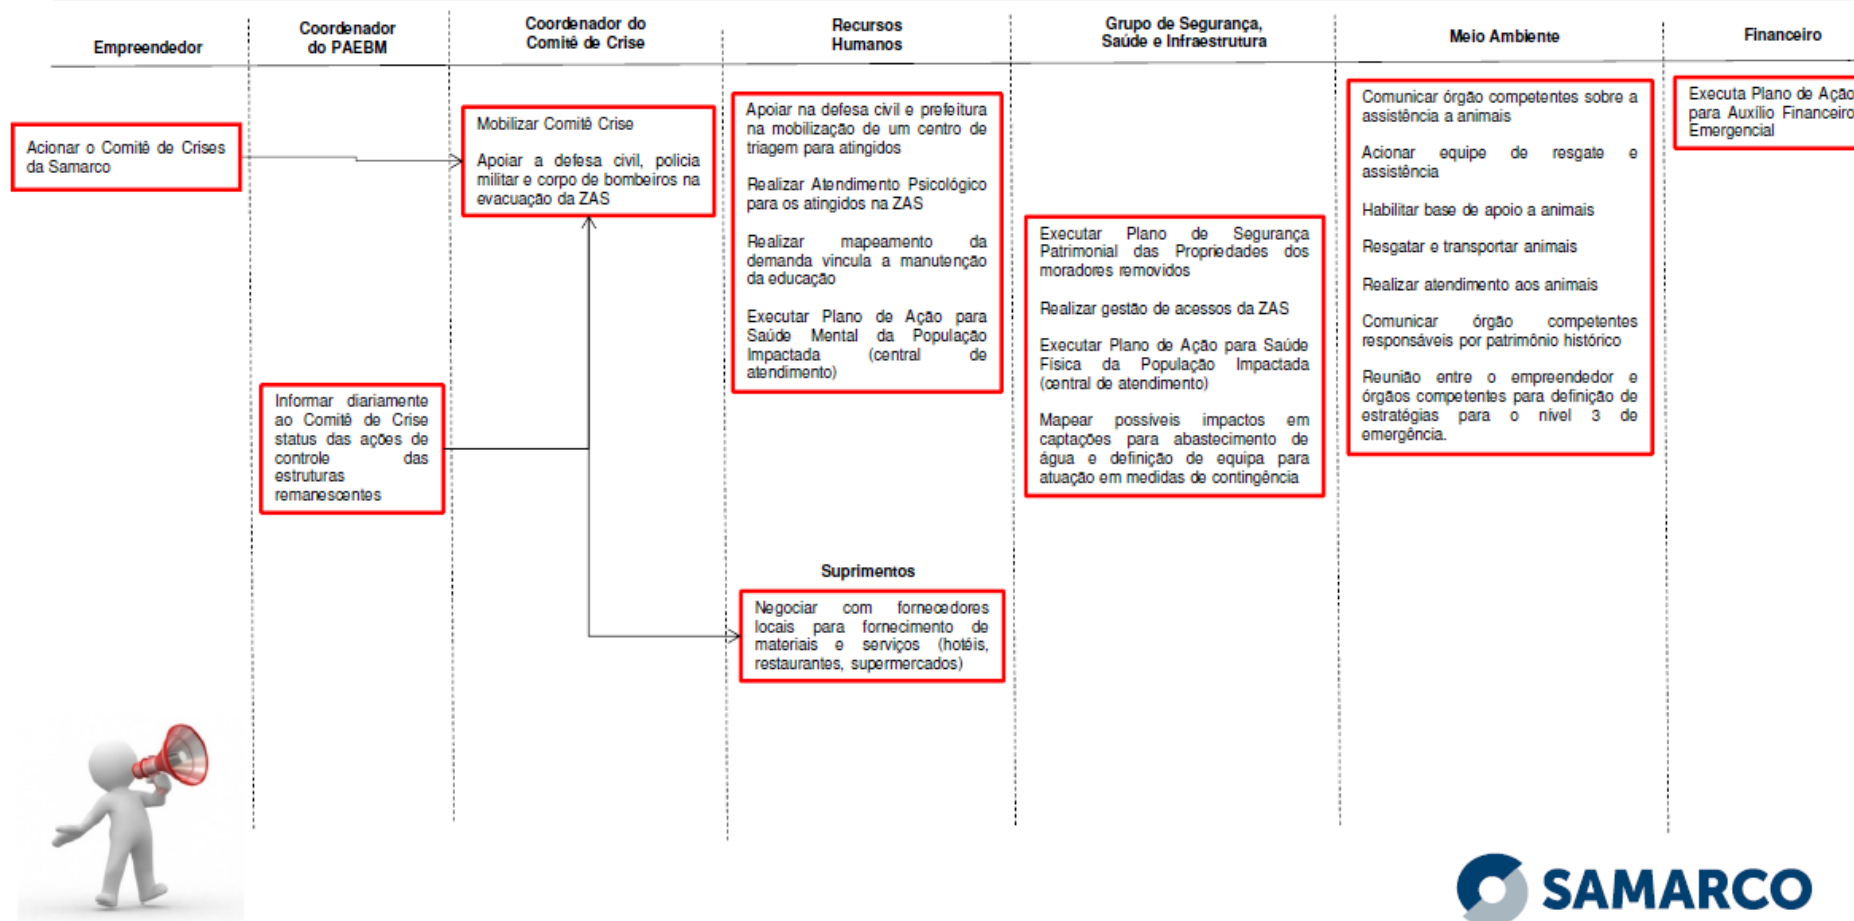 Empreendedor
Coordenador
do PAEBM
Coordenador do
Comitê de Crise
Recursos
Humanos
Grupo de Segurança,
Saúde e Infraestrutura
Meio Ambiente
Financeiro
Acionar o Comitê de Crises
da Samarco
Informar diariamente
ao Comitê de Crise
status das ações de
controle das
estruturas
remanescentes
Mobilizar Comitê Crise
Apoiar a defesa civil, policia
militar e corpo de bombeiros na
evacuação da ZAS
Apoiar na defesa civil e prefeitura
na mobilização de um centro de
triagem para atingidos
Realizar Atendimento Psicológico
para os atingidos na ZAS
Realizar mapeamento da
demanda vincula a manutenção
da educação
Executar Plano de Ação para
Saúde Mental da População
Impactada (central de
atendimento)
Suprimentos
Negociar com fornecedores
locais para fornecimento de
materiais e serviços (hotéis,
restaurantes, supermercados)
Executar Plano de Segurança
Patrimonial das Propriedades dos
moradores removidos
Realizar gestão de acessos da ZAS
Executar Plano de Ação para Saúde
Física da População Impactada
(central de atendimento)
Mapear possíveis impactos em
captações para abastecimento de
água e definição de equipa para
atuação em medidas de contingência
Comunicar órgão competentes sobre a
assistência a animais
Acionar equipe de resgate e
assistência
Habilitar base de apoio a animais
Resgatar e transportar animais
Realizar atendimento aos animais
Comunicar órgão competentes
responsáveis por patrimônio histórico
Reunião entre o empreendedor e
órgãos competentes para definição de
estratégias para o nível 3 de
emergência.
Executa Plano de Ação
para Auxílio Financeiro
Emergencial
SAMARCO